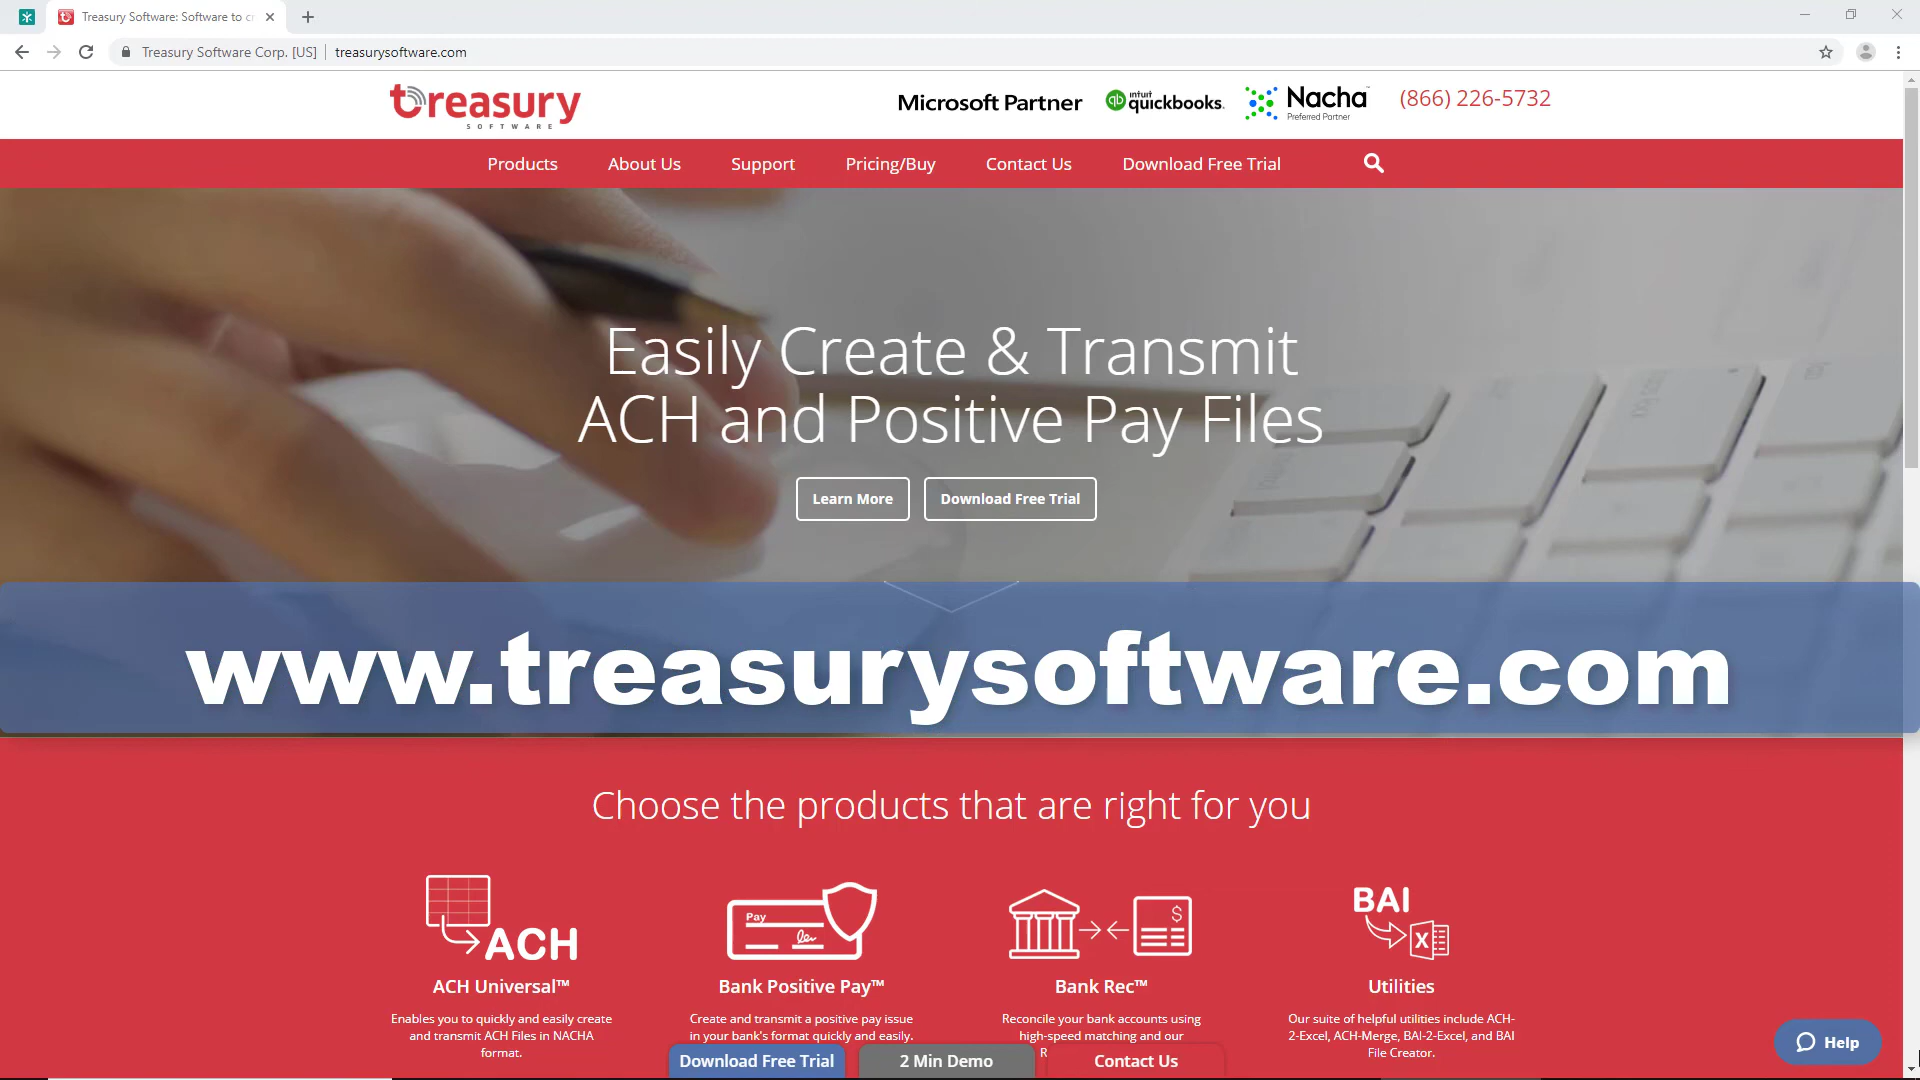 Treasury Software: Software to cr
Treasury Software Corp. [US] treasurysoftware.com
treasury
SOFTWARE
Microsoft Partner
intuit
quickbooks.
Nacha
Preferred Partner
(866) 226-5732
Products About Us Support Pricing/Buy Contact Us Download Free Trial
Easily Create & Transmit
ACH and Positive Pay Files
Learn More Download Free Trial
www.treasurysoftware.com
Choose the products that are right for you
ACH
ACH Universal™
Enables you to quickly and easily create
and transmit ACH Files in NACHA
format.
Pay
Bank Positive Pay™
Create and transmit a positive pay issue
in your bank's format quickly and easily.
$
Bank Rec™
Reconcile your bank accounts using
high-speed matching and our
R
BAI
X
Utilities
Our suite of helpful utilities include ACH-
2-Excel, ACH-Merge, BAI-2-Excel, and BAI
File Creator.
Download Free Trial 2 Min Demo Contact Us
Help